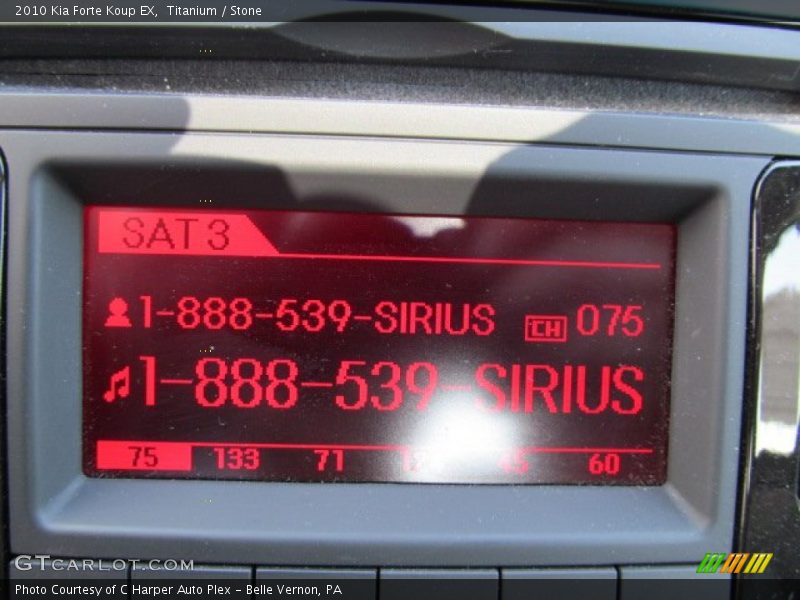 2010 Kia Forte Koup EX, Titanium / Stone
SAT 3
1-888-539-SIRIUS CH 075
1-888-539-SIRIUS
75 133 71 60
GTCARLOT.COM
Photo Courtesy of C Harper Auto Plex - Belle Vernon, PA